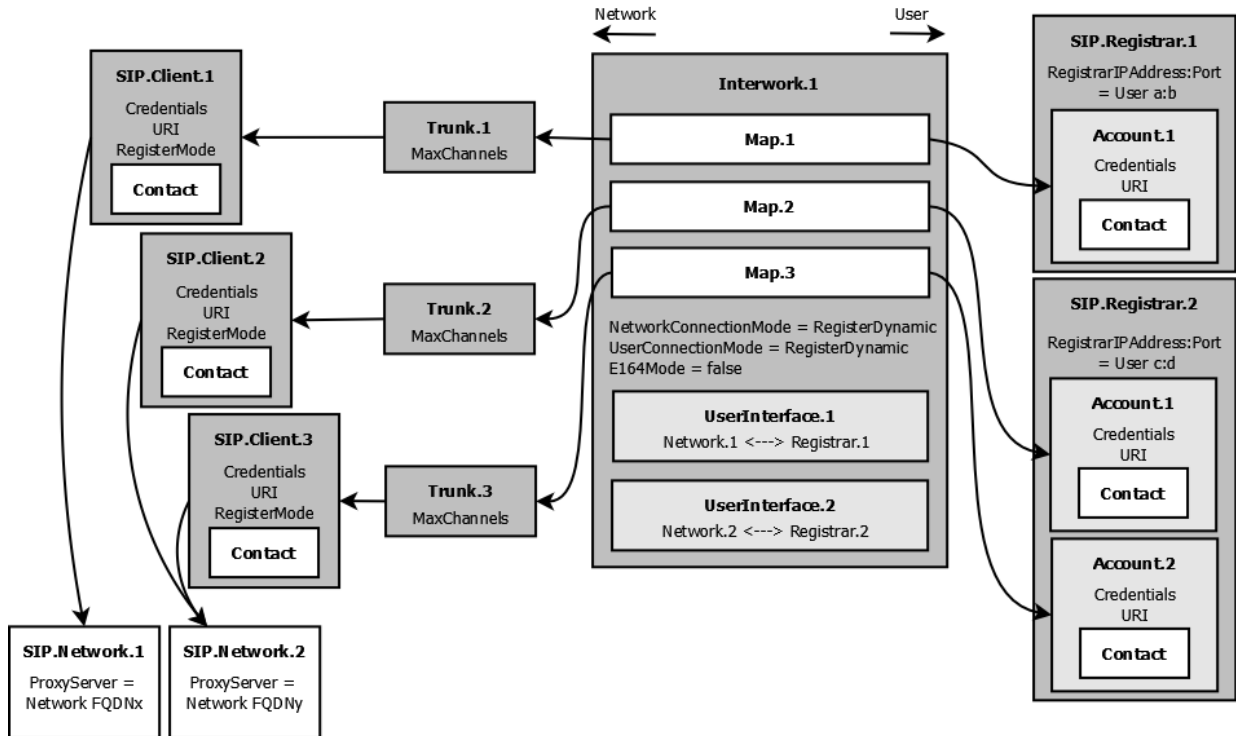 Network
User
SIP.Client.1
Credentials
URI
RegisterMode
Contact
SIP.Client.2
Credentials
URI
RegisterMode
Contact
SIP.Client.3
Credentials
URI
RegisterMode
Contact
SIP.Network.1
ProxyServer =
Network FQDNx
SIP.Network.2
ProxyServer =
Network FQDNy
Trunk.1
MaxChannels
Trunk.2
MaxChannels
Trunk.3
MaxChannels
Interwork.1
Map.1
Map.2
Map.3
NetworkConnectionMode = RegisterDynamic
UserConnectionMode = RegisterDynamic
E164Mode = false
UserInterface.1
Network.1 <---> Registrar.1
UserInterface.2
Network.2 <---> Registrar.2
SIP.Registrar.1
RegistrarIPAddress:Port
= User a:b
Account.1
Credentials
URI
Contact
SIP.Registrar.2
RegistrarIPAddress:Port
= User c:d
Account.1
Credentials
URI
Contact
Account.2
Credentials
URI
Contact